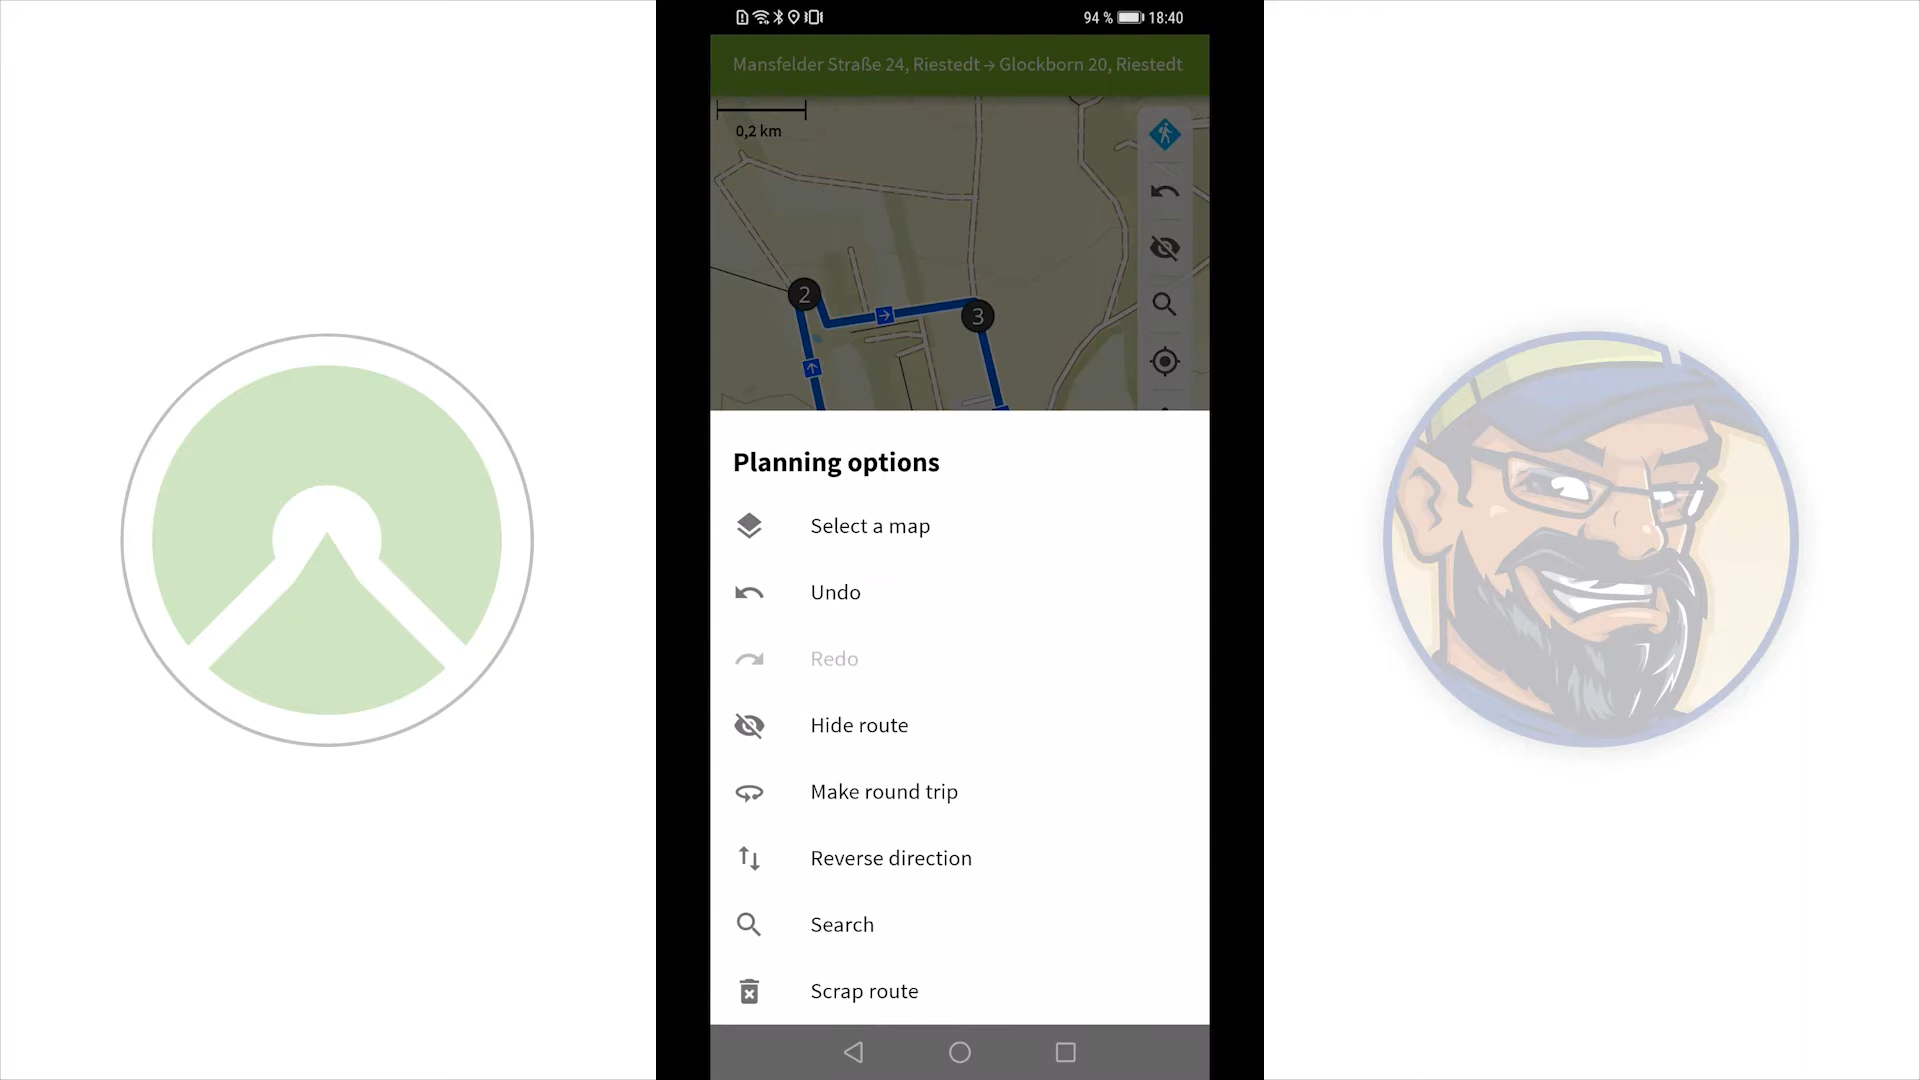 94 % 18:40
Mansfelder Straße 24, Riestedt → Glockborn 20, Riestedt
0,2 km
2
3
Planning options
Select a map
Undo
Redo
Hide route
Make round trip
Reverse direction
Search
Scrap route